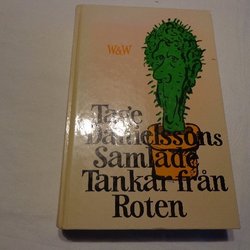 W&W
Tage
Danielssons
Samlade
Tankar från
Roten